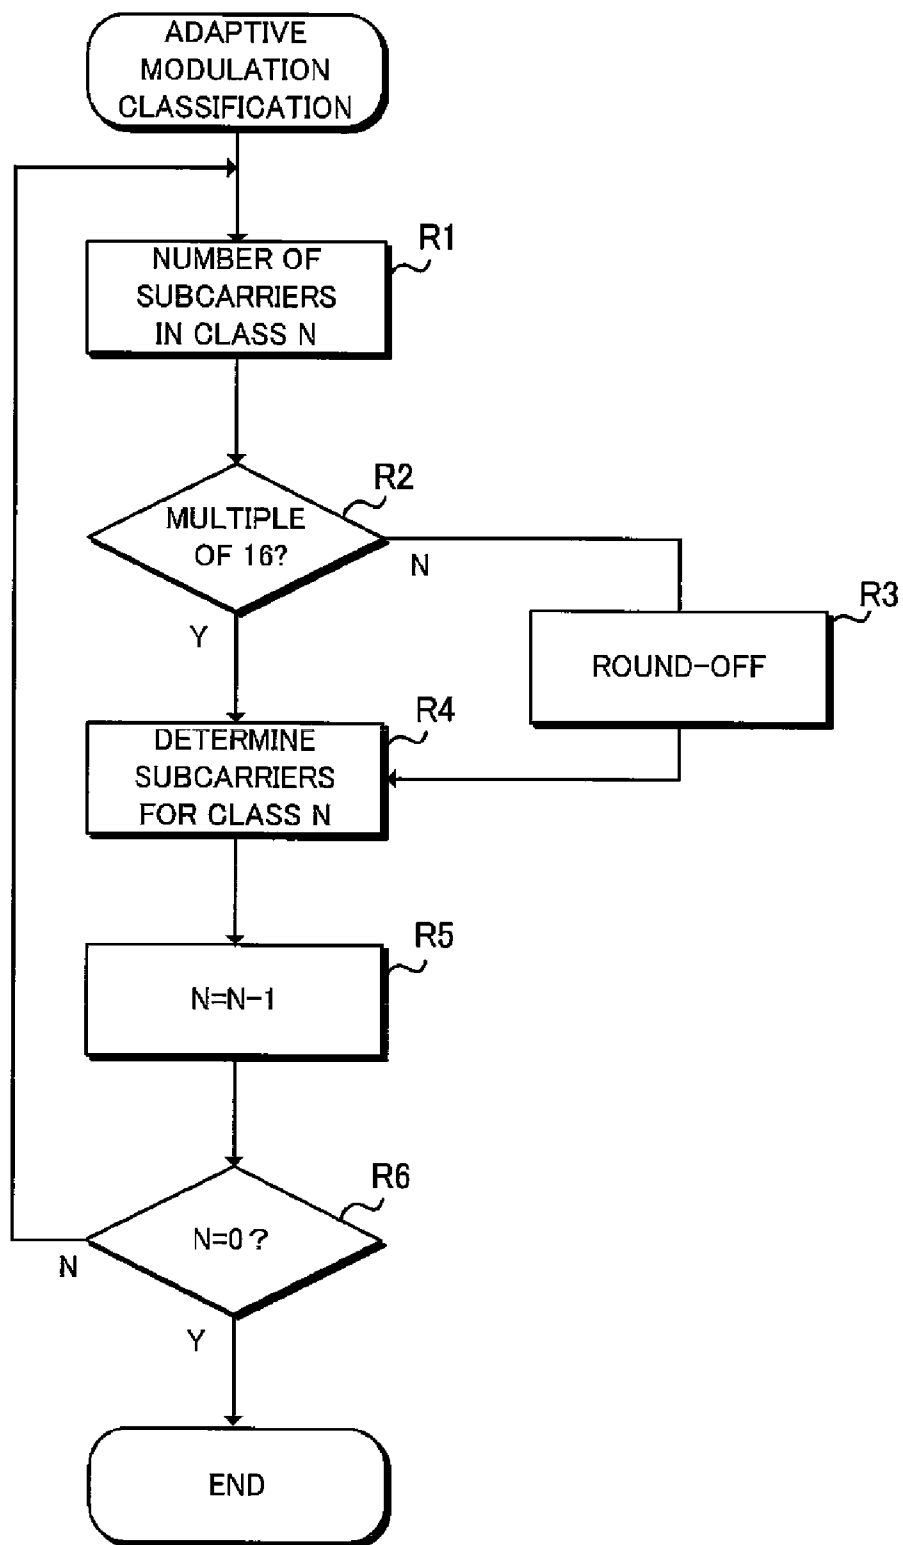 ADAPTIVE
MODULATION
CLASSIFICATION
R1
NUMBER OF
SUBCARRIERS
IN CLASS N
R2
MULTIPLE
OF 16?
N
Y
R3
ROUND-OFF
R4
DETERMINE
SUBCARRIERS
FOR CLASS N
R5
N=N-1
R6
N=0?
N
Y
END